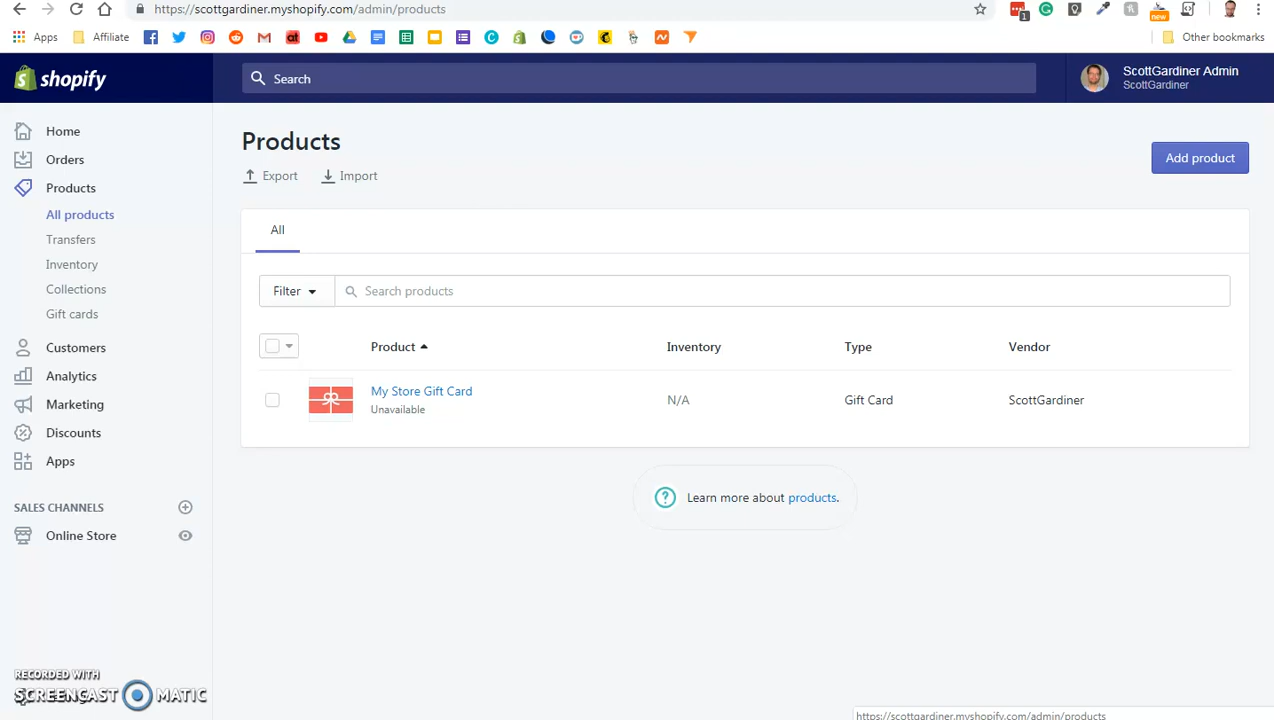 https://scottgardiner.myshopify.com/admin/products
1
new
Apps
Affiliate
Other bookmarks
shopify
Search
ScottGardiner Admin
ScottGardiner
Home
Orders
Products
All products
Transfers
Inventory
Collections
Gift cards
Customers
Analytics
Marketing
Discounts
Apps
SALES CHANNELS
Online Store
Products
Export
Import
Add product
All
Filter
Search products
Product
Inventory
Type
Vendor
My Store Gift Card
Unavailable
N/A
Gift Card
ScottGardiner
Learn more about products.
RECORDED WITH
SCREENCAST MATIC
https://scottgardiner.myshopify.com/admin/products